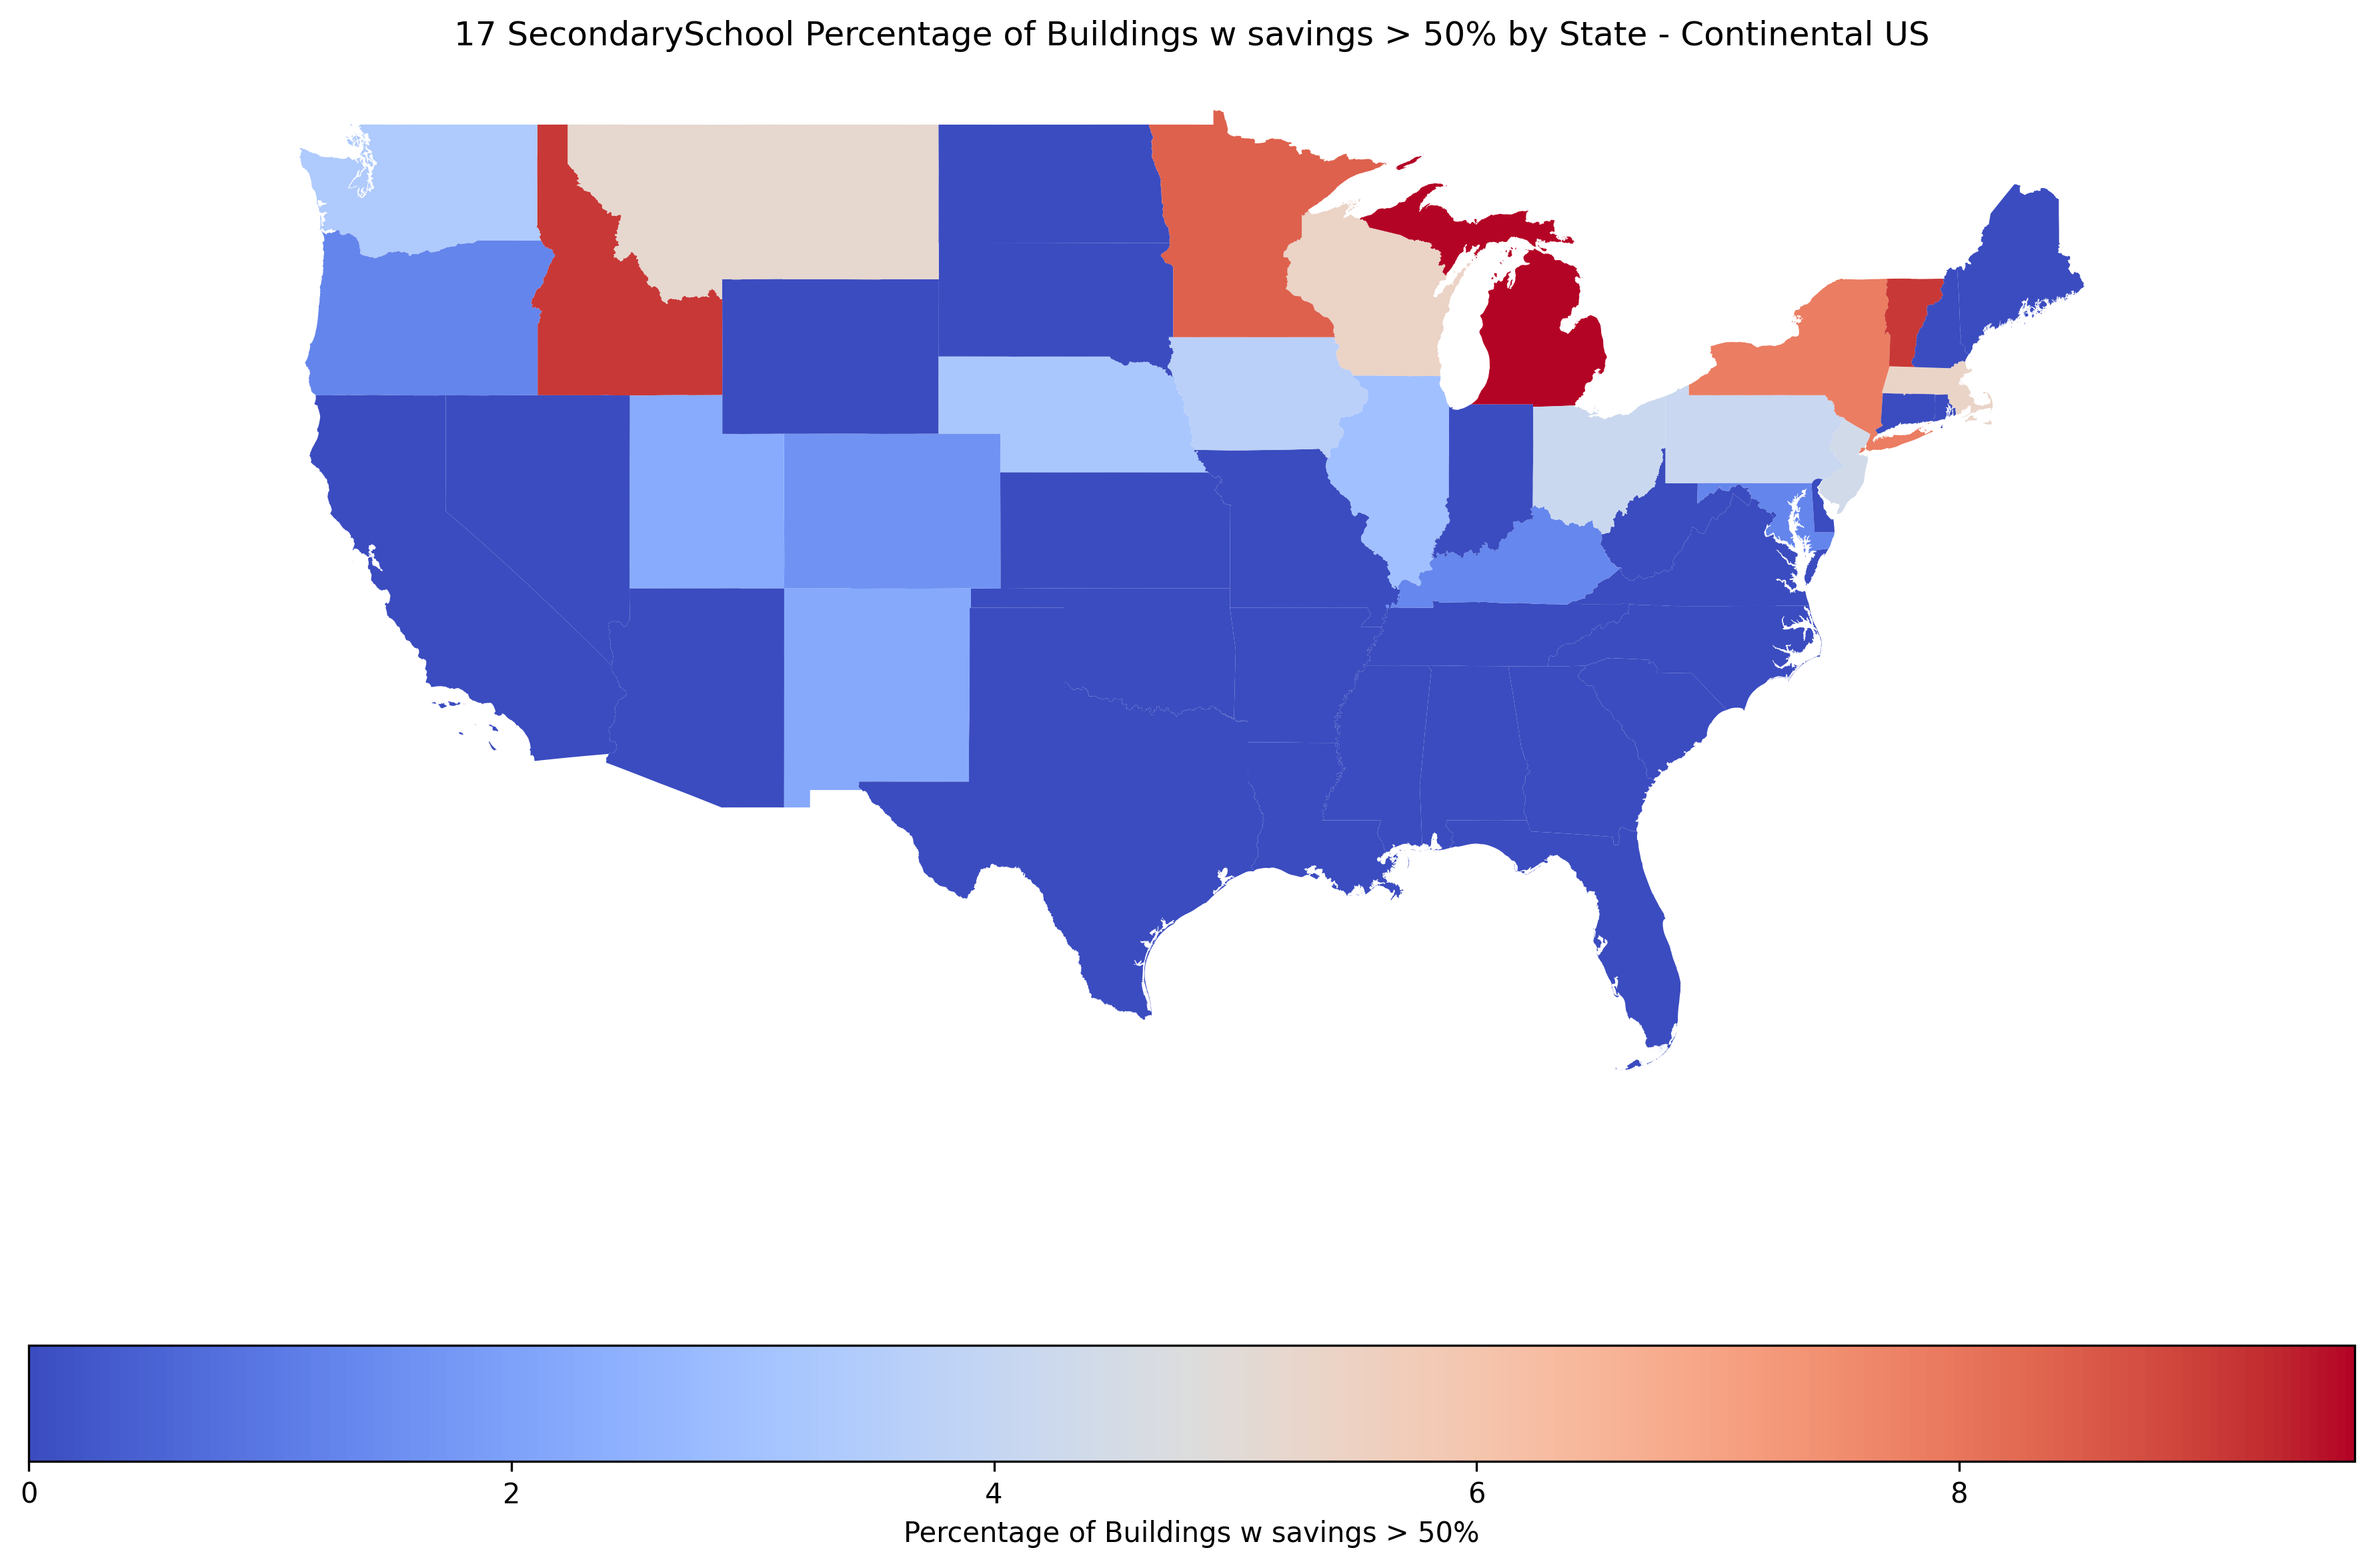 17 SecondarySchool Percentage of Buildings w savings > 50% by State - Continental US
0 2 4 6 8
Percentage of Buildings w savings > 50%